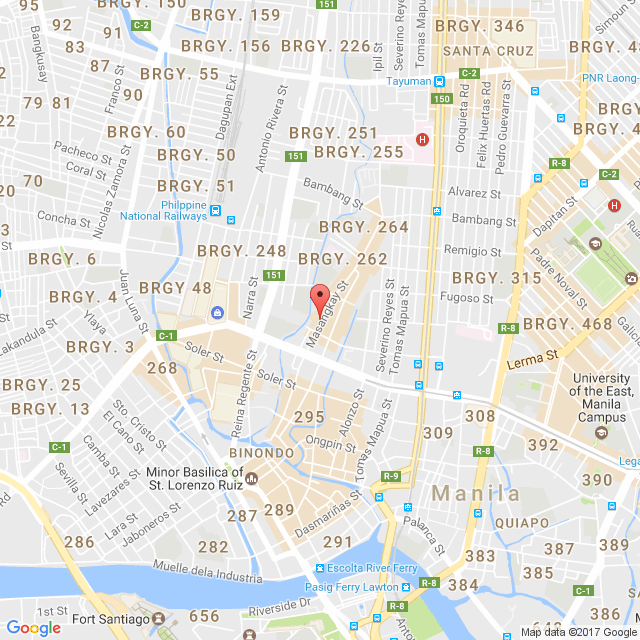 BRGY. 159
C-2
BRGY. 346
BRGY. 4
Simoun St
Bangkusay
83
85
BRGY. 156
BRGY. 226
Ipil St
Severino Reyes St
Tomas Mapua St
SANTA CRUZ
87
BRGY. 55
Tayuman
C-2
PNR Laong-
Franco St
90
Dagupan Ext
Antonio Rivera St
150
Oroquieta Rd
Felix Huertas Rd
Pedro Guevarra St
79
81
BRGY. 60
BRGY. 251
BRGY. 4
75
Pacheco St
BRGY. 50
151
BRGY. 255
H
R-8
Coral St
70
BRGY. 51
Bambang St
Alvarez St
C-2
Philppine
National Railways
Nicolas Zamora St
H
Concha St
BRGY. 264
Bambang St
Dapitan St
BRGY. 248
Remigio St
BRGY. 6
BRGY. 262
Padre Noval St
BRGY. 315
151
BRGY. 4
BRGY 48
Juan Luna St
Narra St
Masangkay St
Severino Reyes St
Tomas Mapua St
Fugoso St
Ylaya
Lakandula St
C-1
R-8
BRGY. 468
BRGY. 3
Soler St
Lerma St
268
Soler St
BRGY. 25
Reina Regente St
University
of the East,
Manila
Campus
BRGY. 13
Sto. Cristo St
295
Alonzo St
308
El Cano St
Ongpin St
Tomas Mapua St
309
392
C-1
Camba St
BINONDO
R-8
Sevilla St
Lavezares St
Minor Basilica of
St. Lorenzo Ruiz
R-9
390
Manila
Lara St
287
289
Dasmariñas St
QUIAPO
Jaboneros St
Palanca St
286
282
291
383
387
389
Muelle dela Industria
Escolta River Ferry
385
Pasig Ferry Lawton
R-8
384
C-1
1st St
Riverside Dr
R-8
Fort Santiago
656
Map data ©2017 Google